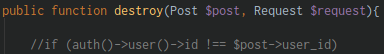 public function destroy(Post $post, Request $request){
//if (auth()->user()->id !== $post->user_id)